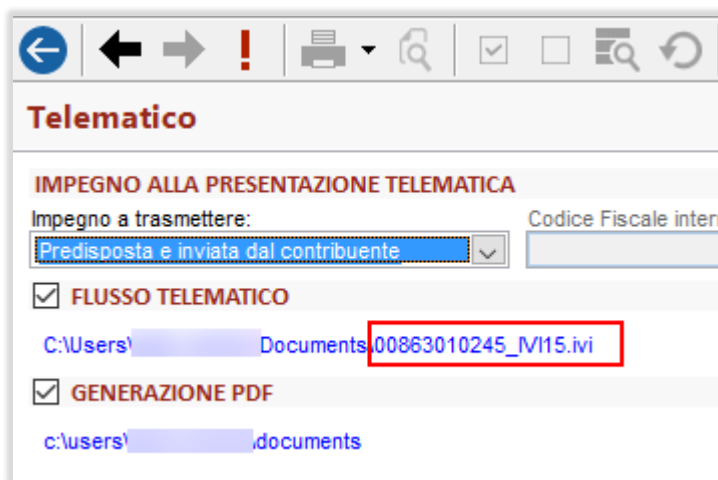 Telematico
IMPEGNO ALLA PRESENTAZIONE TELEMATICA
Impegno a trasmettere:
Codice Fiscale inter
Predisposta e inviata dal contribuente
FLUSSO TELEMATICO
C:\Users\ Documents\00863010245_IVI15.ivi
GENERAZIONE PDF
c:\users\ \documents